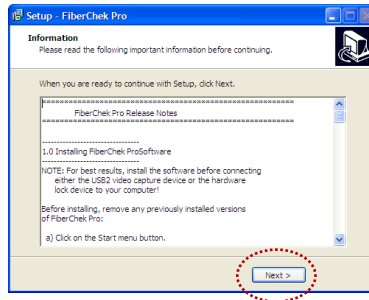 Setup - FiberChek Pro
Information
Please read the following important information before continuing.
When you are ready to continue with Setup, click Next.
************************************************************
FiberChek Pro Release Notes
************************************************************
--------------------------------
1.0 Installing FiberChek ProSoftware
--------------------------------
NOTE: For best results, install the software before connecting
either the USB2 video capture device or the hardware
lock device to your computer!
Before installing, remove any previously installed versions
of FiberChek Pro:
a) Click on the Start menu button.
Next >